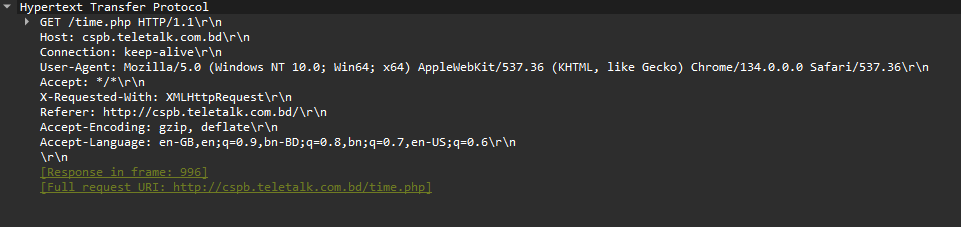 Hypertext Transfer Protocol
GET /time.php HTTP/1.1\r\n
Host: cspb.teletalk.com.bd\r\n
Connection: keep-alive\r\n
User-Agent: Mozilla/5.0 (Windows NT 10.0; Win64; x64) AppleWebKit/537.36 (KHTML, like Gecko) Chrome/134.0.0.0 Safari/537.36\r\n
Accept: */*\r\n
X-Requested-With: XMLHttpRequest\r\n
Referer: http://cspb.teletalk.com.bd/\r\n
Accept-Encoding: gzip, deflate\r\n
Accept-Language: en-GB,en;q=0.9,bn-BD;q=0.8,bn;q=0.7,en-US;q=0.6\r\n
\r\n
[Response in frame: 996]
[Full request URI: http://cspb.teletalk.com.bd/time.php]